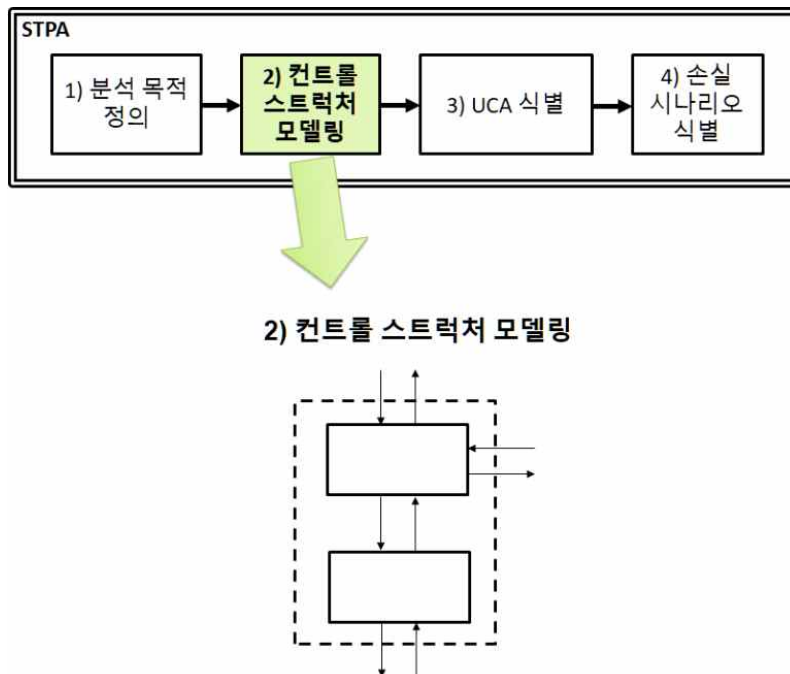 STPA
1) 분석 목적
정의
2) 컨트롤
스트럭처
모델링
3) UCA 식별
4) 손실
시나리오
식별
2) 컨트롤 스트럭처 모델링